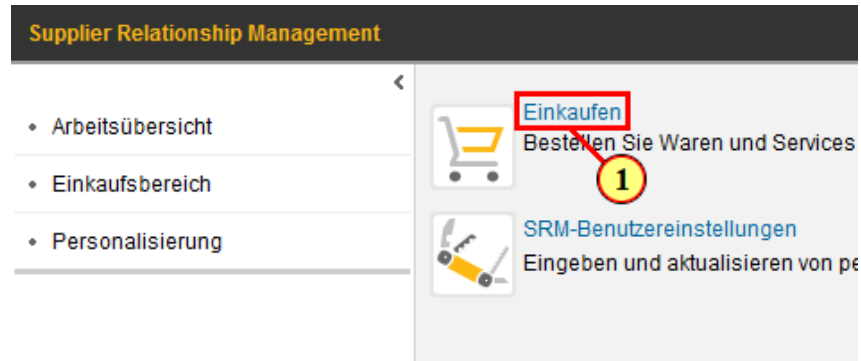 Supplier Relationship Management
Arbeitsübersicht
Einkaufsbereich
Personalisierung
Einkaufen
Bestellen Sie Waren und Services
1
SRM-Benutzereinstellungen
Eingeben und aktualisieren von pe